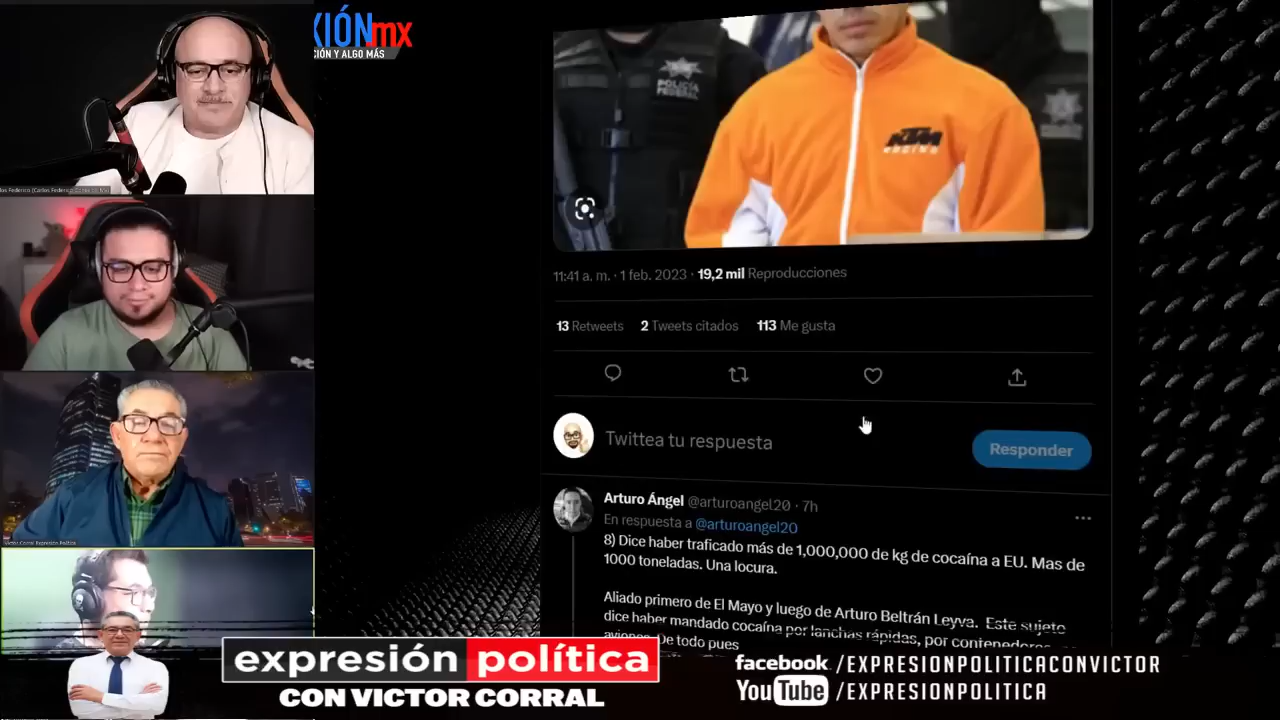 XIÓNmx
CIÓN Y ALGO MÁS
POLICÍA
FEDERAL
KTM
RACING
11:41 a. m. · 1 feb. 2023 · 19,2 mil Reproducciones
13 Retweets 2 Tweets citados 113 Me gusta
Twittea tu respuesta
Responder
Arturo Ángel @arturoangel20 · 7h
En respuesta a @arturoangel20
8) Dice haber traficado más de 1,000,000 de kg de cocaína a EU. Mas de
1000 toneladas. Una locura.
Aliado primero de El Mayo y luego de Arturo Beltrán Leyva. Este sujeto
dice haber mandado cocaína por lanchas rápidas, por contenedores,
aviones. De todo pues
Victor Corral Expresión Política
expresión política
CON VICTOR CORRAL
facebook /EXPRESIONPOLITICACONVICTOR
YouTube /EXPRESIONPOLITICA